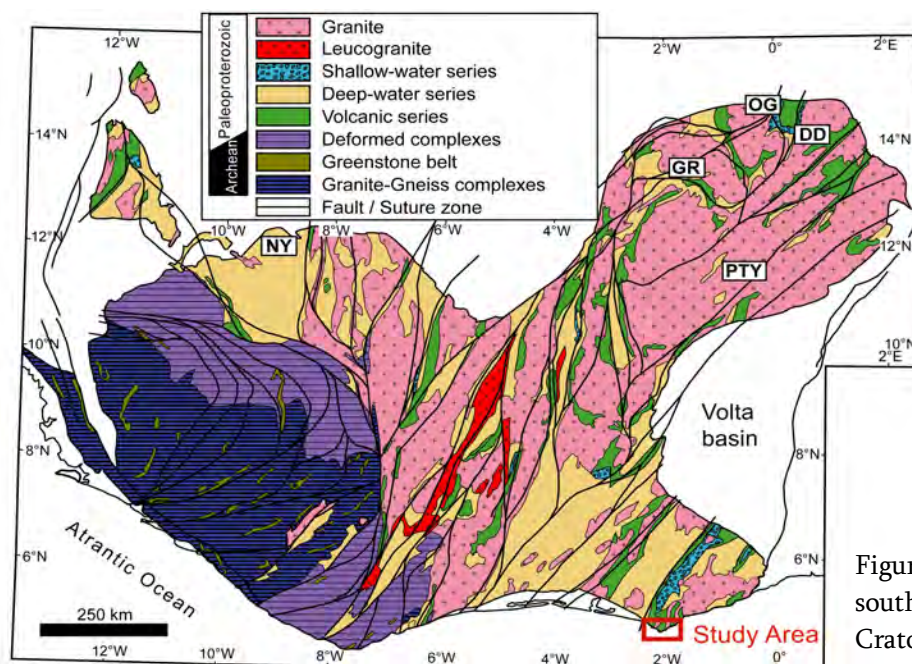 Paleoproterozoic
Archean
Granite
Leucogranite
Shallow-water series
Deep-water series
Volcanic series
Deformed complexes
Greenstone belt
Granite-Gneiss complexes
Fault / Suture zone
12°W
2°W
0°
2°E
14°N
14°N
12°N
12°N
10°N
10°N
2°E
8°N
8°N
6°N
6°N
10°W
8°W
6°W
4°W
OG
DD
GR
NY
PTY
Volta
basin
Atrantic Ocean
250 km
Study Area
12°W
10°W
8°W
6°W
4°W
2°W
0°
Figur
south
Crato